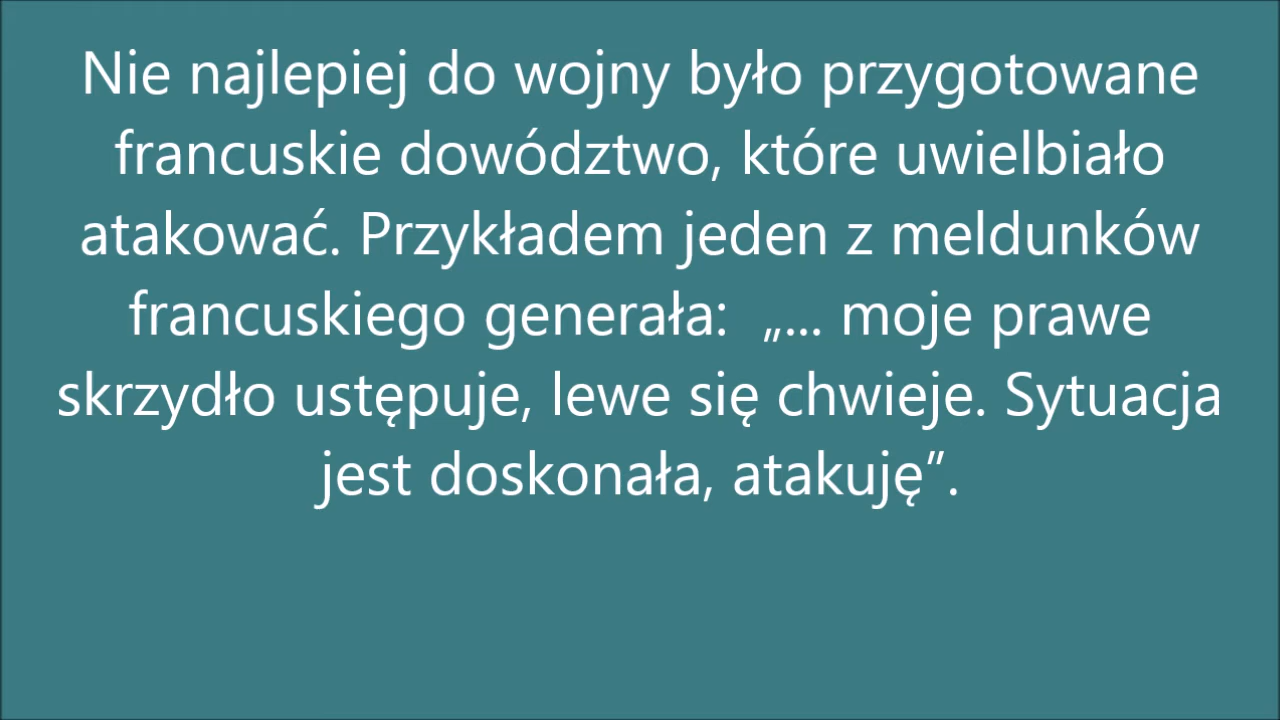 Nie najlepiej do wojny było przygotowane
francuskie dowództwo, które uwielbiało
atakować. Przykładem jeden z meldunków
francuskiego generała:  „... moje prawe
skrzydło ustępuje, lewe się chwieje. Sytuacja
jest doskonała, atakuję”.